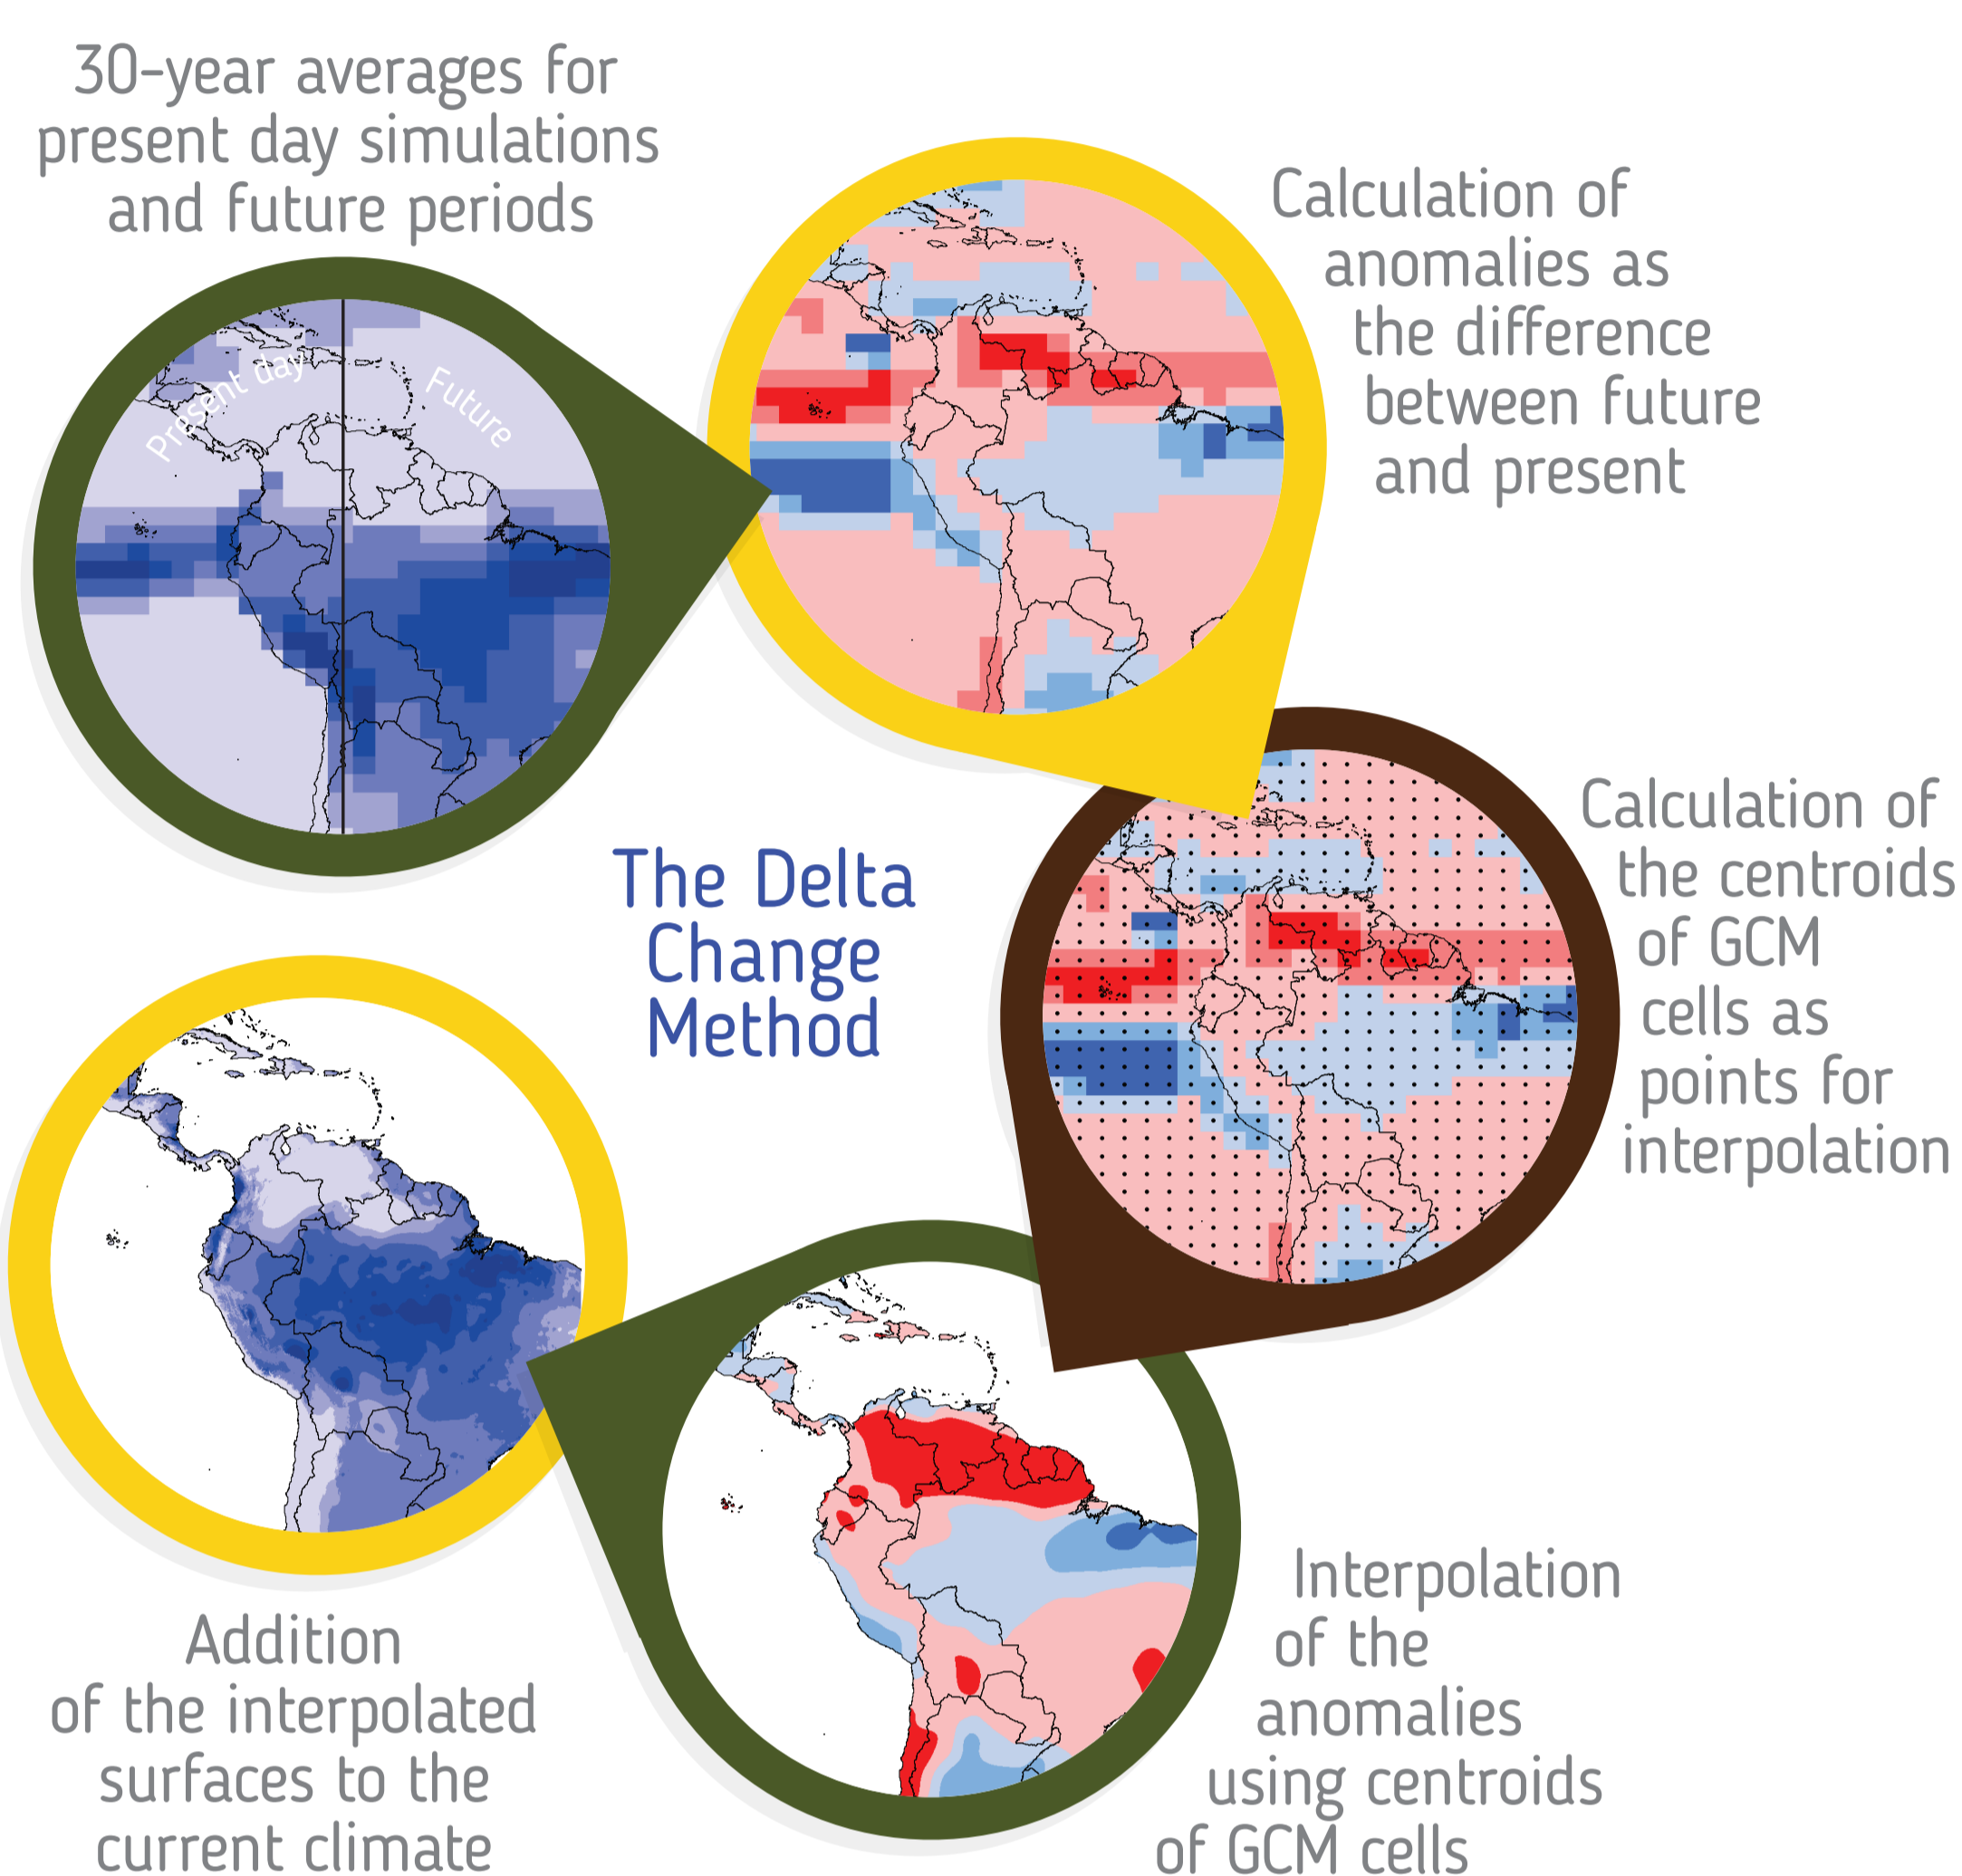 30-year averages for
present day simulations
and future periods
Present day
Future
Calculation of
anomalies as
the difference
between future
and present
Calculation of
the centroids
of GCM
cells as
points for
interpolation
The Delta
Change
Method
Interpolation
of the
anomalies
using centroids
of GCM cells
Addition
of the interpolated
surfaces to the
current climate